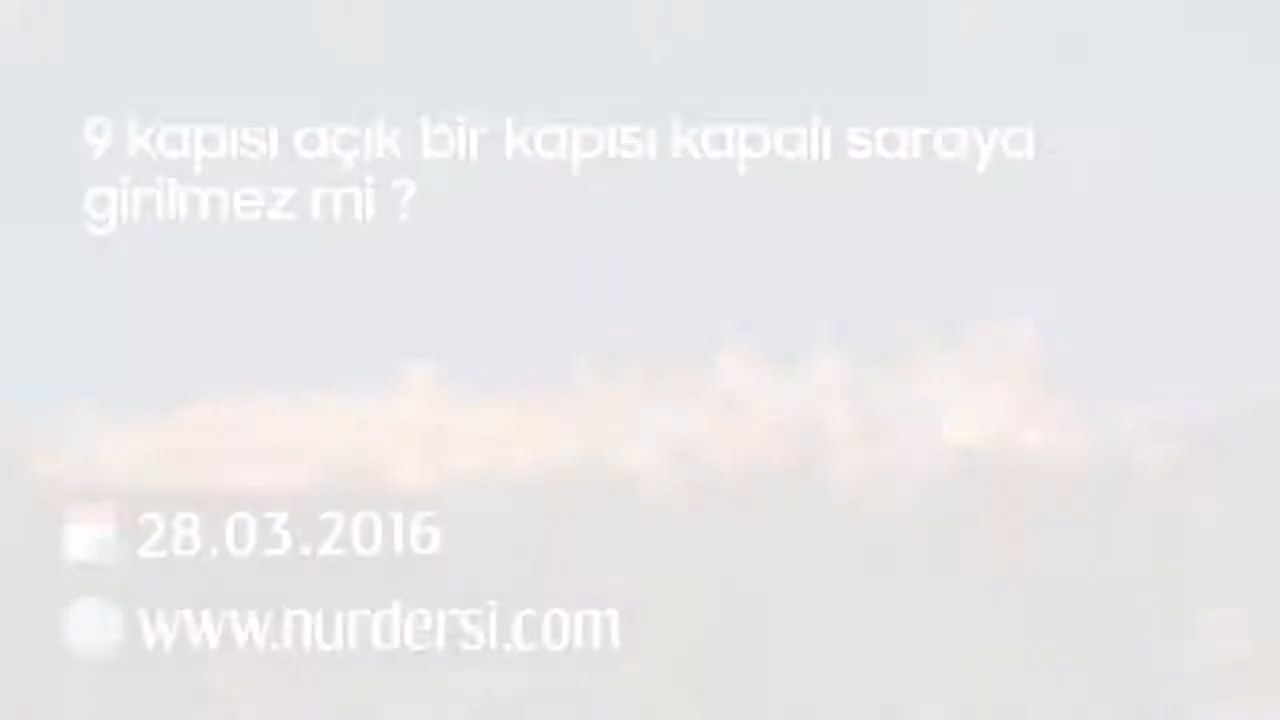 9 kapısı açık bir kapısı kapalı saraya
girilmez mi ?
28.03.2016
www.nurdersi.com